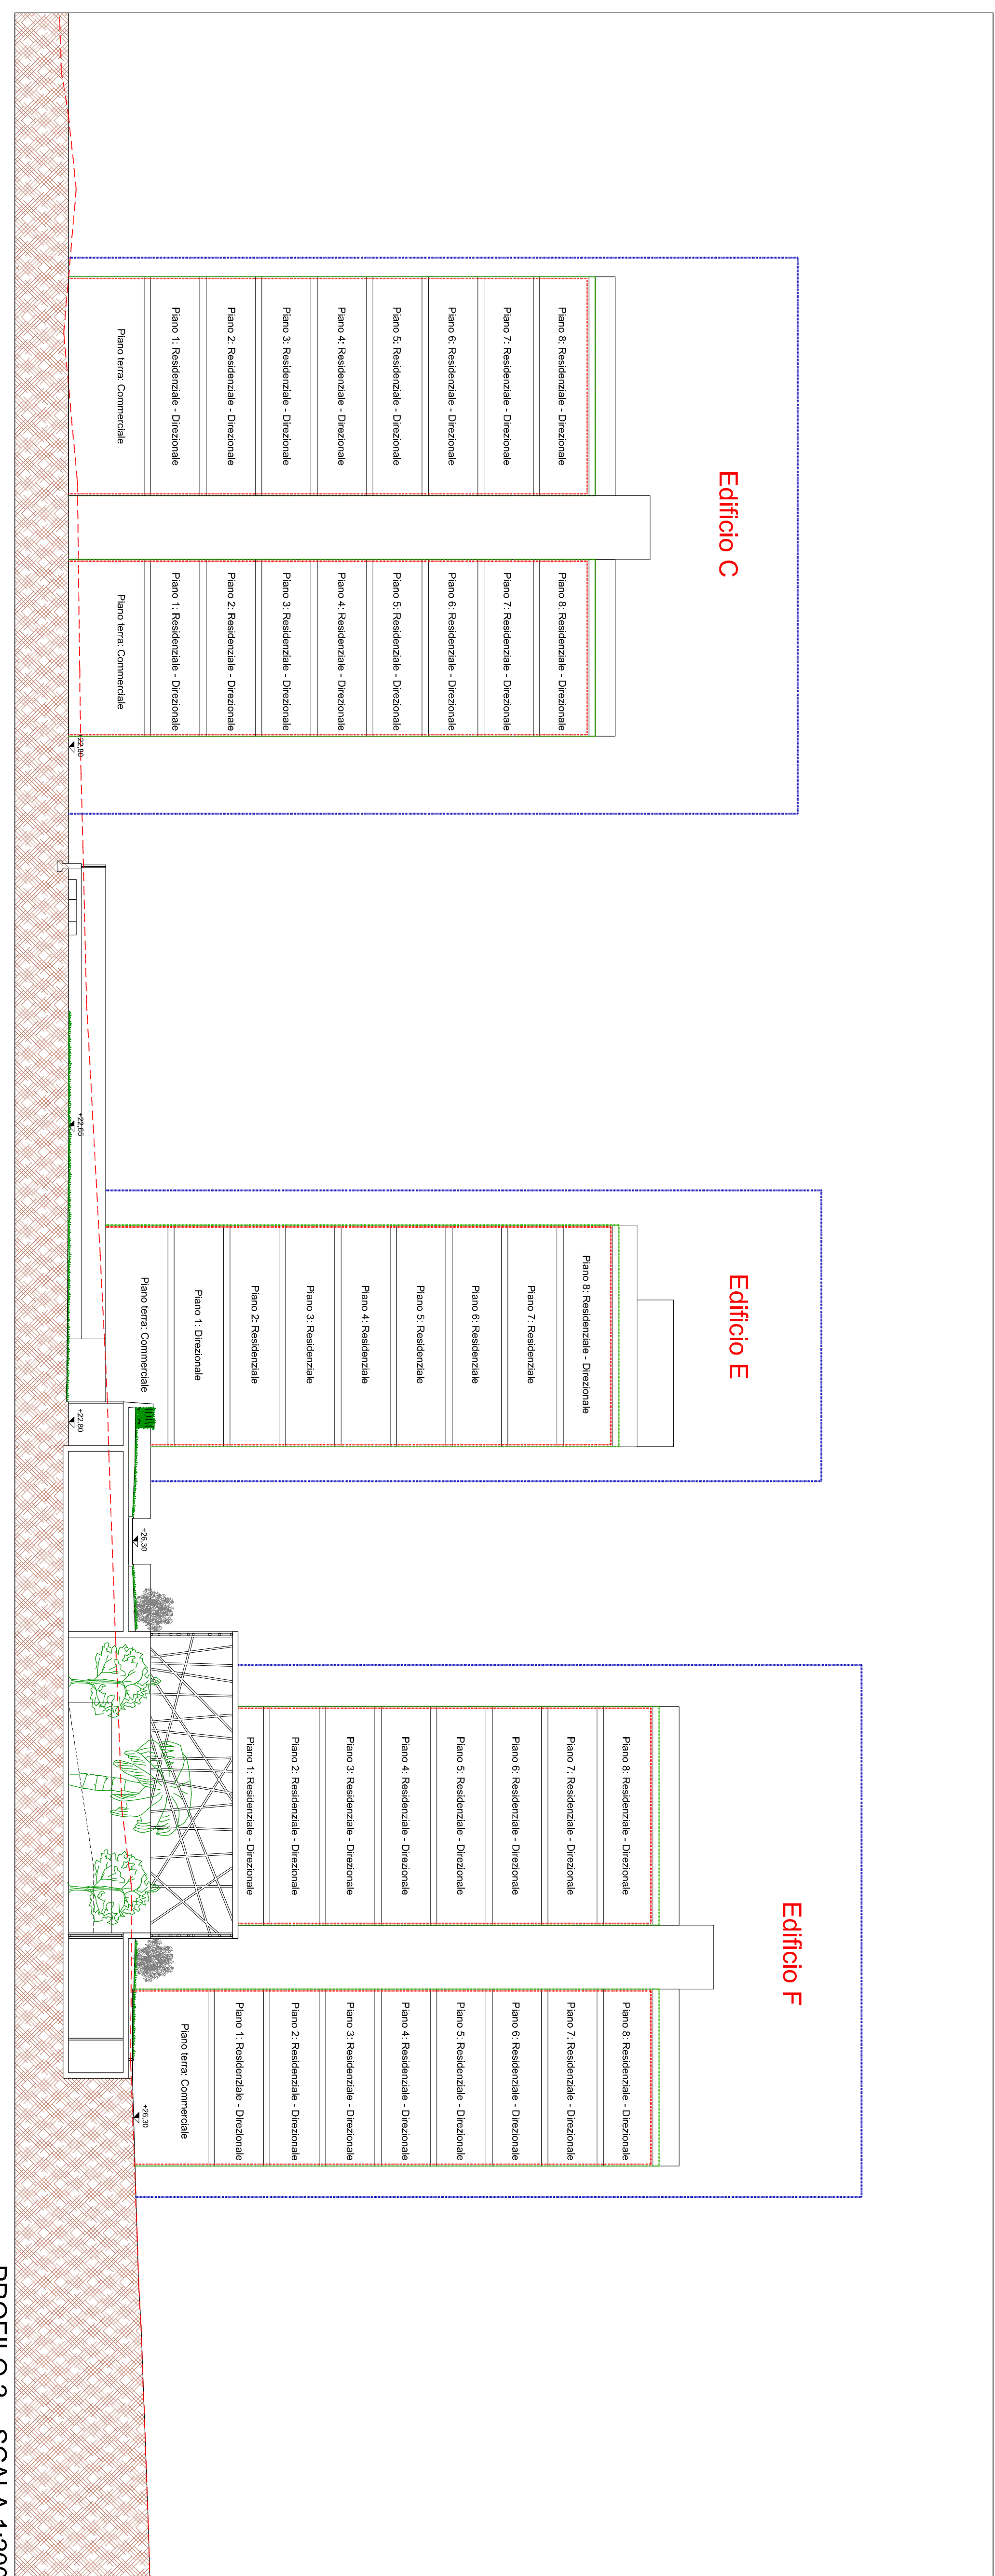 Edificio C
Piano 8: Residenziale - Direzionale
Piano 7: Residenziale - Direzionale
Piano 6: Residenziale - Direzionale
Piano 5: Residenziale - Direzionale
Piano 4: Residenziale - Direzionale
Piano 3: Residenziale - Direzionale
Piano 2: Residenziale - Direzionale
Piano 1: Residenziale - Direzionale
Piano terra: Commerciale
Piano 8: Residenziale - Direzionale
Piano 7: Residenziale - Direzionale
Piano 6: Residenziale - Direzionale
Piano 5: Residenziale - Direzionale
Piano 4: Residenziale - Direzionale
Piano 3: Residenziale - Direzionale
Piano 2: Residenziale - Direzionale
Piano 1: Residenziale - Direzionale
Piano terra: Commerciale
+22,80
+22,65
Edificio E
Piano 8: Residenziale - Direzionale
Piano 7: Residenziale
Piano 6: Residenziale
Piano 5: Residenziale
Piano 4: Residenziale
Piano 3: Residenziale
Piano 2: Residenziale
Piano 1: Direzionale
Piano terra: Commerciale
+22,80
+26,30
Edificio F
Piano 8: Residenziale - Direzionale
Piano 7: Residenziale - Direzionale
Piano 6: Residenziale - Direzionale
Piano 5: Residenziale - Direzionale
Piano 4: Residenziale - Direzionale
Piano 3: Residenziale - Direzionale
Piano 2: Residenziale - Direzionale
Piano 1: Residenziale - Direzionale
Piano 8: Residenziale - Direzionale
Piano 7: Residenziale - Direzionale
Piano 6: Residenziale - Direzionale
Piano 5: Residenziale - Direzionale
Piano 4: Residenziale - Direzionale
Piano 3: Residenziale - Direzionale
Piano 2: Residenziale - Direzionale
Piano 1: Residenziale - Direzionale
Piano terra: Commerciale
+26,30
PROFILO SCALA